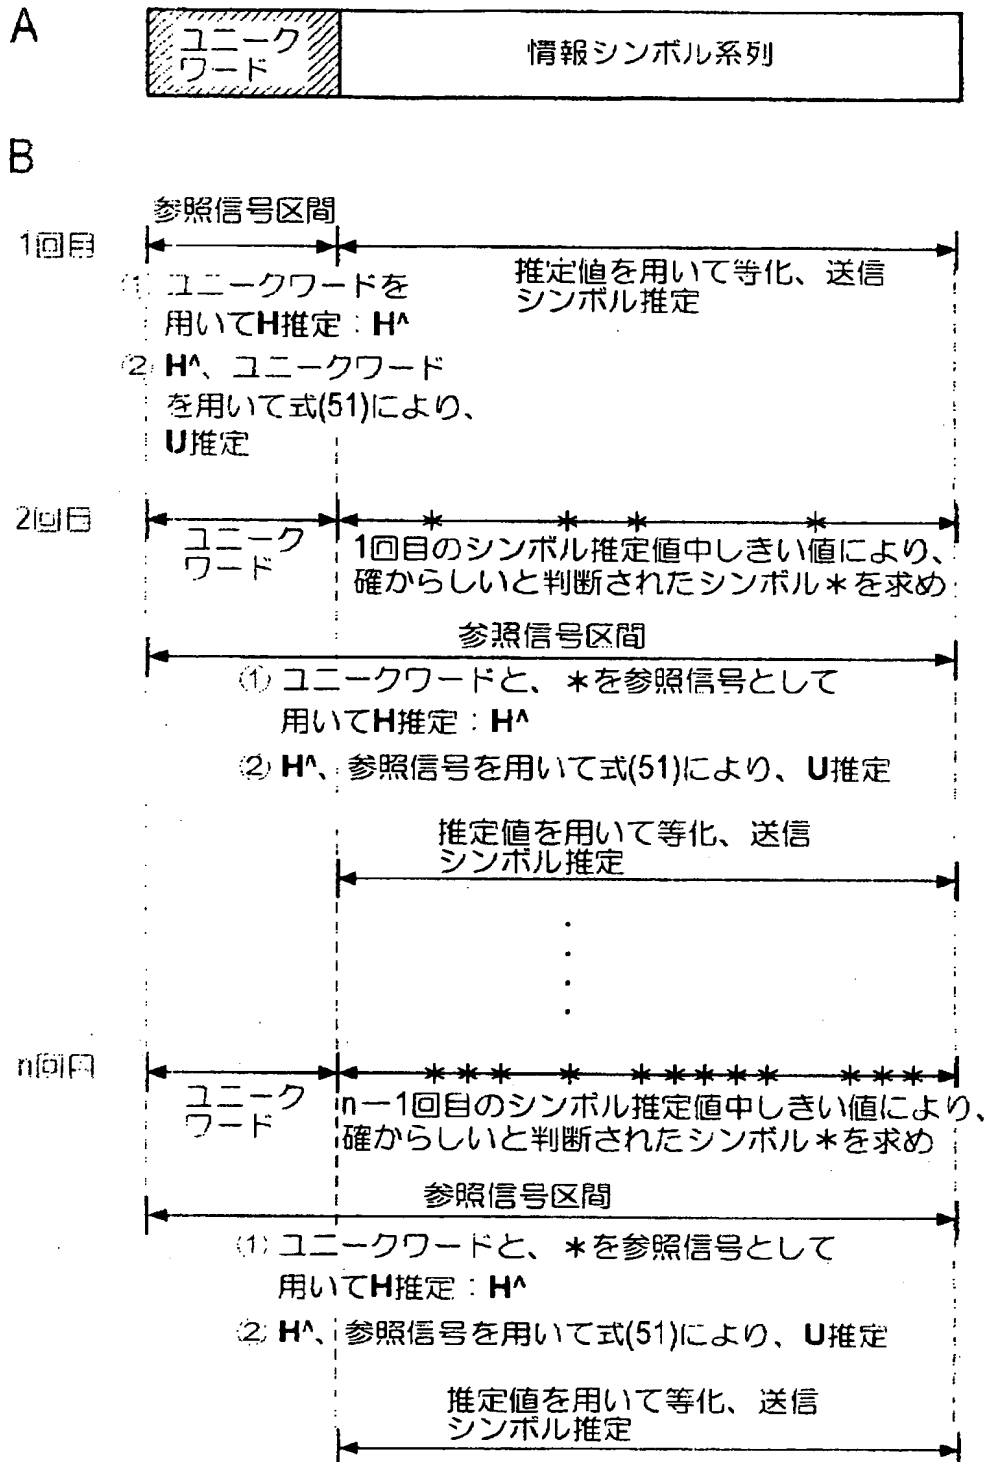 A
ユニーク
ワード
情報シンボル系列
B
参照信号区間
1回目
① ユニークワードを
用いてH推定：H^
② H^、ユニークワード
を用いて式(51)により、
U推定
推定値を用いて等化、送信
シンボル推定
2回目
ユニーク
ワード
1回目のシンボル推定値中しきい値により、
確からしいと判断されたシンボル＊を求め
参照信号区間
① ユニークワードと、＊を参照信号として
用いてH推定：H^
② H^、参照信号を用いて式(51)により、U推定
推定値を用いて等化、送信
シンボル推定
n回目
ユニーク
ワード
n－1回目のシンボル推定値中しきい値により、
確からしいと判断されたシンボル＊を求め
参照信号区間
① ユニークワードと、＊を参照信号として
用いてH推定：H^
② H^、参照信号を用いて式(51)により、U推定
推定値を用いて等化、送信
シンボル推定